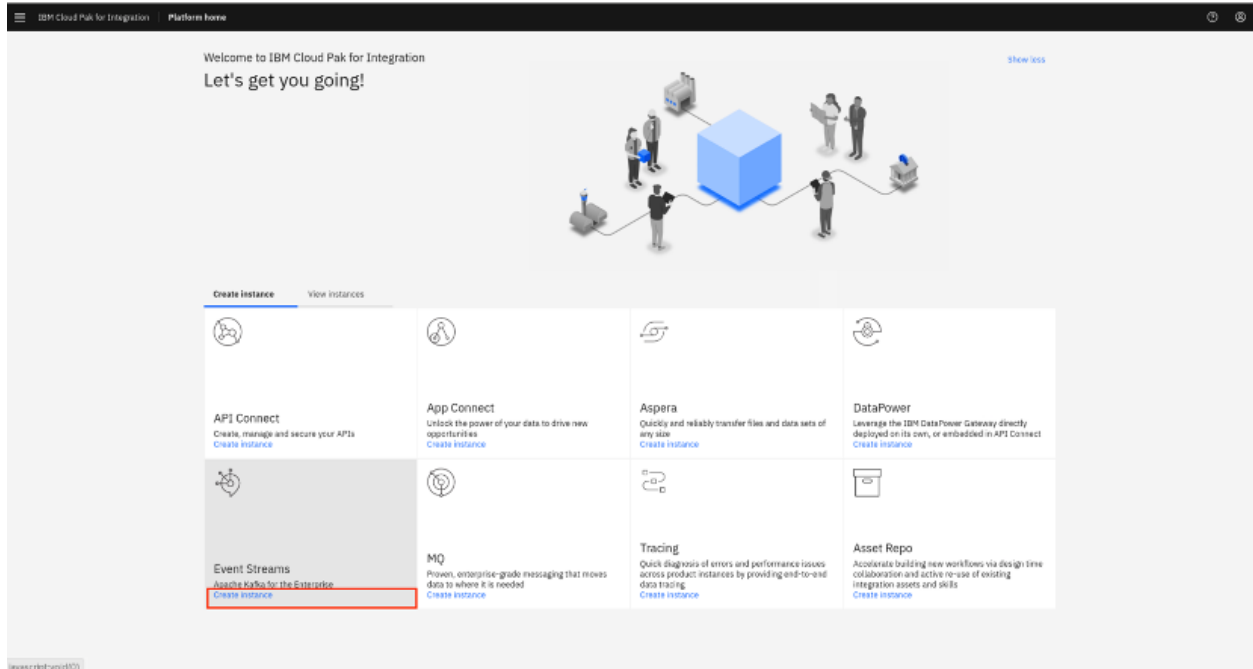 IBM Cloud Pak for Integration Platform home
Welcome to IBM Cloud Pak for Integration
Show less
Let's get you going!
Create instance View instances
API Connect
Create, manage and secure your APIs
Create instance
App Connect
Unlock the power of your data to drive new
opportunities
Create instance
Aspera
Quickly and reliably transfer files and data sets of
any size
Create instance
DataPower
Leverage the IBM DataPower Gateway directly
deployed on its own, or embedded in API Connect
Create instance
Event Streams
Apache Kafka for the Enterprise
Create instance
MQ
Proven, enterprise-grade messaging that moves
data to where it is needed
Create instance
Tracing
Quick diagnosis of errors and performance issues
across product instances by providing end-to-end
data tracing
Create instance
Asset Repo
Accelerate building new workflows via design time
collaboration and active re-use of existing
integration assets and skills
Create instance
javascript:void(0)